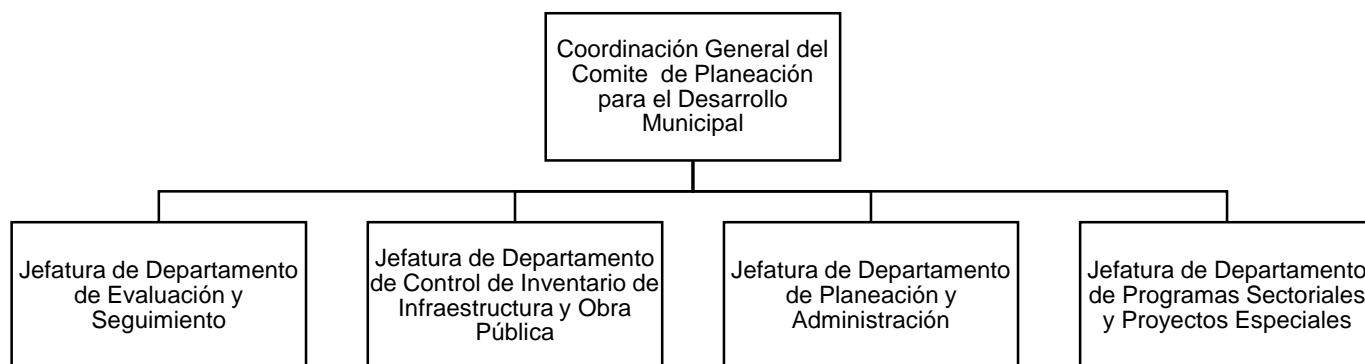 Coordinación General del
Comite de Planeación
para el Desarrollo
Municipal
Jefatura de Departamento
de Evaluación y
Seguimiento
Jefatura de Departamento
de Control de Inventario de
Infraestructura y Obra
Pública
Jefatura de Departamento
de Planeación y
Administración
Jefatura de Departamento
de Programas Sectoriales
y Proyectos Especiales